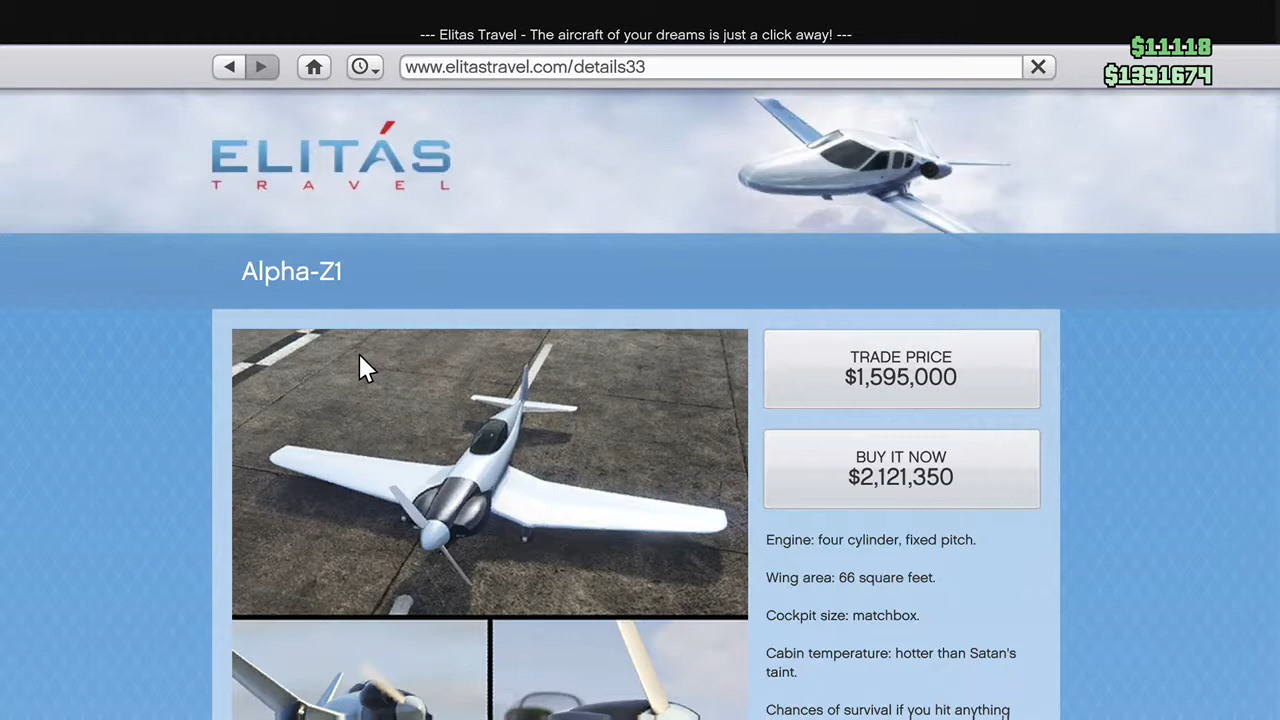 --- Elitas Travel - The aircraft of your dreams is just a click away! ---
$11118
www.elitastravel.com/details33
$1391674
ELITÁS
TRAVEL
Alpha-Z1
TRADE PRICE
$1,595,000
BUY IT NOW
$2,121,350
Engine: four cylinder, fixed pitch.
Wing area: 66 square feet.
Cockpit size: matchbox.
Cabin temperature: hotter than Satan's
taint.
Chances of survival if you hit anything